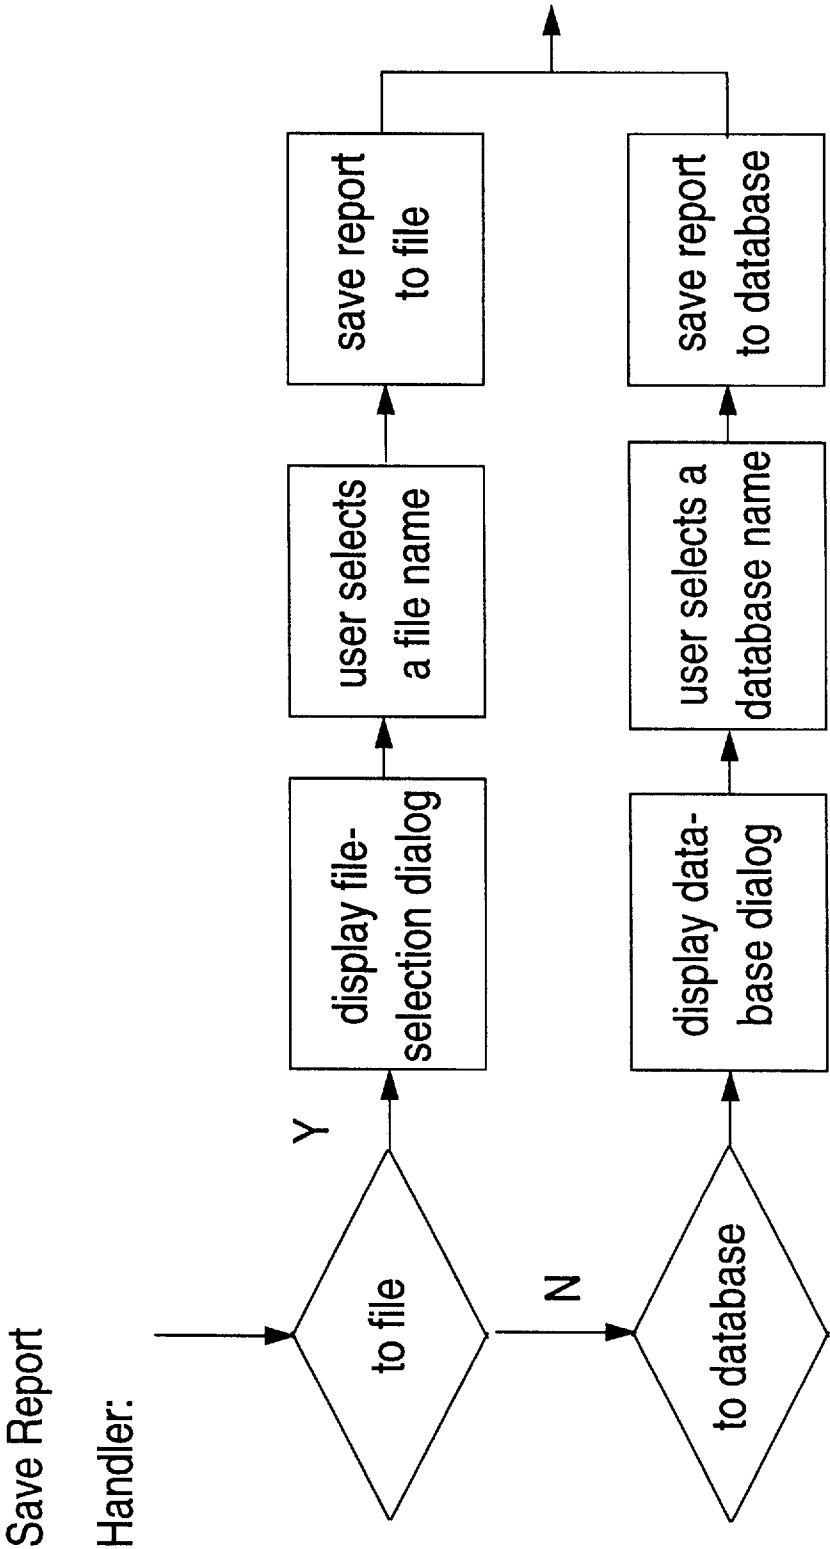 Save Report
Handler:
to file
Y
display file-
selection dialog
user selects
a file name
save report
to file
N
to database
display data-
base dialog
user selects a
database name
save report
to database